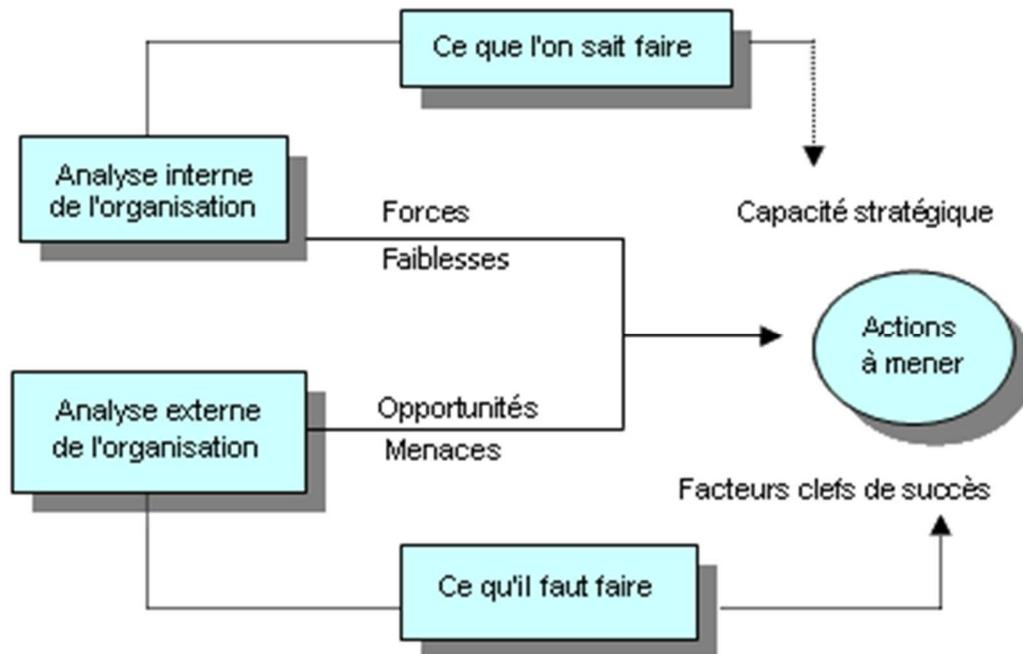 Ce que l'on sait faire
Analyse interne
de l'organisation
Forces
Faiblesses
Capacité stratégique
Actions
à mener
Analyse externe
de l'organisation
Opportunités
Menaces
Facteurs clefs de succès
Ce qu'il faut faire